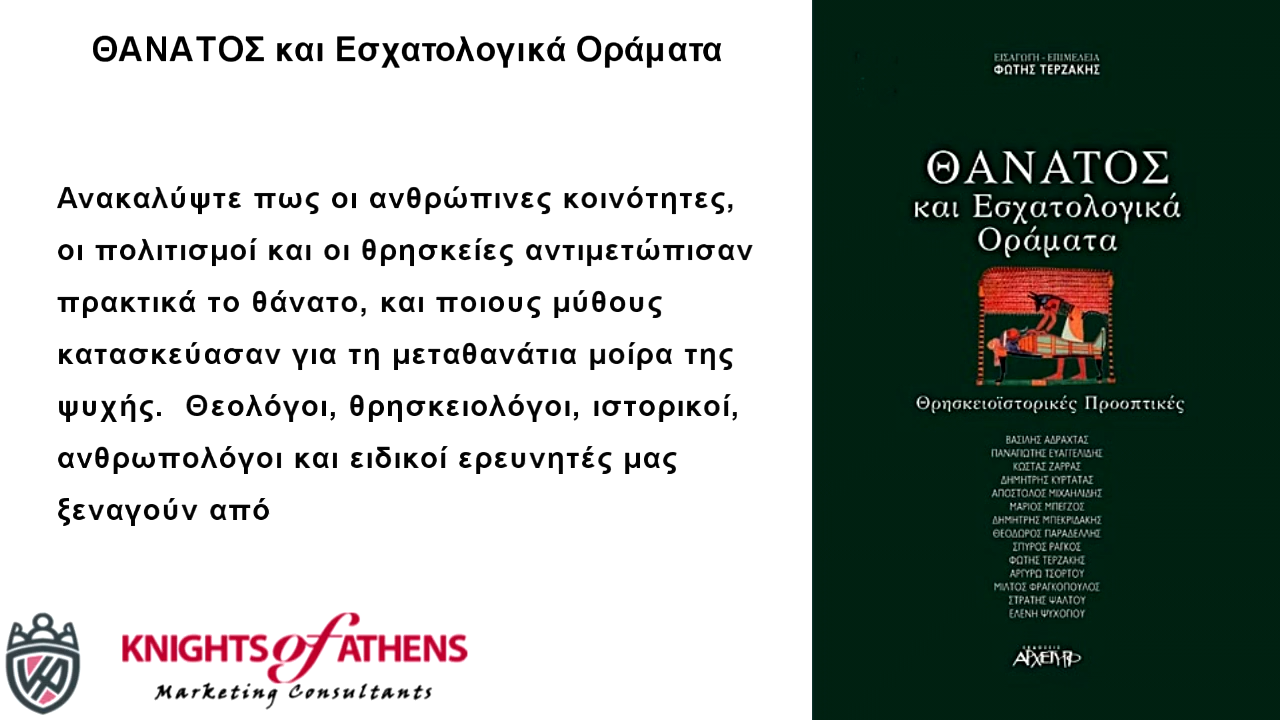 ΘΑΝΑΤΟΣ και Εσχατολογικά Οράματα
Ανακαλύψτε πως οι ανθρώπινες κοινότητες,
οι πολιτισμοί και οι θρησκείες αντιμετώπισαν
πρακτικά το θάνατο, και ποιους μύθους
κατασκεύασαν για τη μεταθανάτια μοίρα της
ψυχής. Θεολόγοι, θρησκειολόγοι, ιστορικοί,
ανθρωπολόγοι και ειδικοί ερευνητές μας
ξεναγούν από
KNIGHTS of ATHENS
Marketing Consultants
ΕΙΣΑΓΩΓΗ - ΕΠΙΜΕΛΕΙΑ
ΦΩΤΗΣ ΤΕΡΖΑΚΗΣ
ΘΑΝΑΤΟΣ
και Εσχατολογικά
Οράματα
Θρησκειοϊστορικές Προοπτικές
ΒΑΣΙΛΗΣ ΑΔΡΑΧΤΑΣ
ΠΑΝΑΓΙΩΤΗΣ ΕΥΑΓΓΕΛΙΔΗΣ
ΚΩΣΤΑΣ ΖΑΡΡΑΣ
ΔΗΜΗΤΡΗΣ ΚΥΡΤΑΤΑΣ
ΑΠΟΣΤΟΛΟΣ ΜΙΧΑΗΛΙΔΗΣ
ΜΑΡΙΟΣ ΜΠΕΓΖΟΣ
ΔΗΜΗΤΡΗΣ ΜΠΕΚΡΙΔΑΚΗΣ
ΘΕΟΔΩΡΟΣ ΠΑΡΑΔΕΛΛΗΣ
ΣΠΥΡΟΣ ΡΑΓΚΟΣ
ΦΩΤΗΣ ΤΕΡΖΑΚΗΣ
ΑΡΓΥΡΩ ΤΣΟΡΤΟΥ
ΜΙΛΤΟΣ ΦΡΑΓΚΟΠΟΥΛΟΣ
ΣΤΡΑΤΗΣ ΨΑΛΤΟΥ
ΕΛΕΝΗ ΨΥΧΟΓΙΟΥ
ΕΚΔΟΣΕΙΣ
ΑΡΧΕΤΥΠΟ